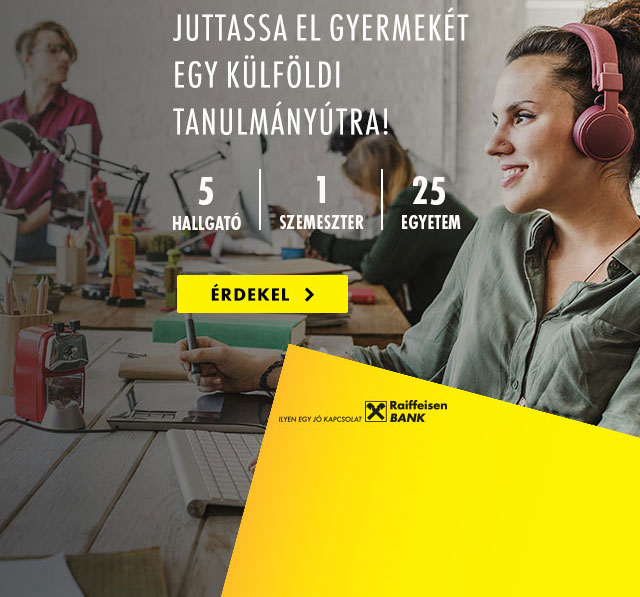 JUTTASSA EL GYERMEKÉT
EGY KÜLFÖLDI
TANULMÁNYÚTRA!
5 1 25
HALLGATÓ SZEMESZTER EGYETEM
ÉRDEKEL
ILYEN EGY JÓ KAPCSOLAT Raiffeisen
BANK